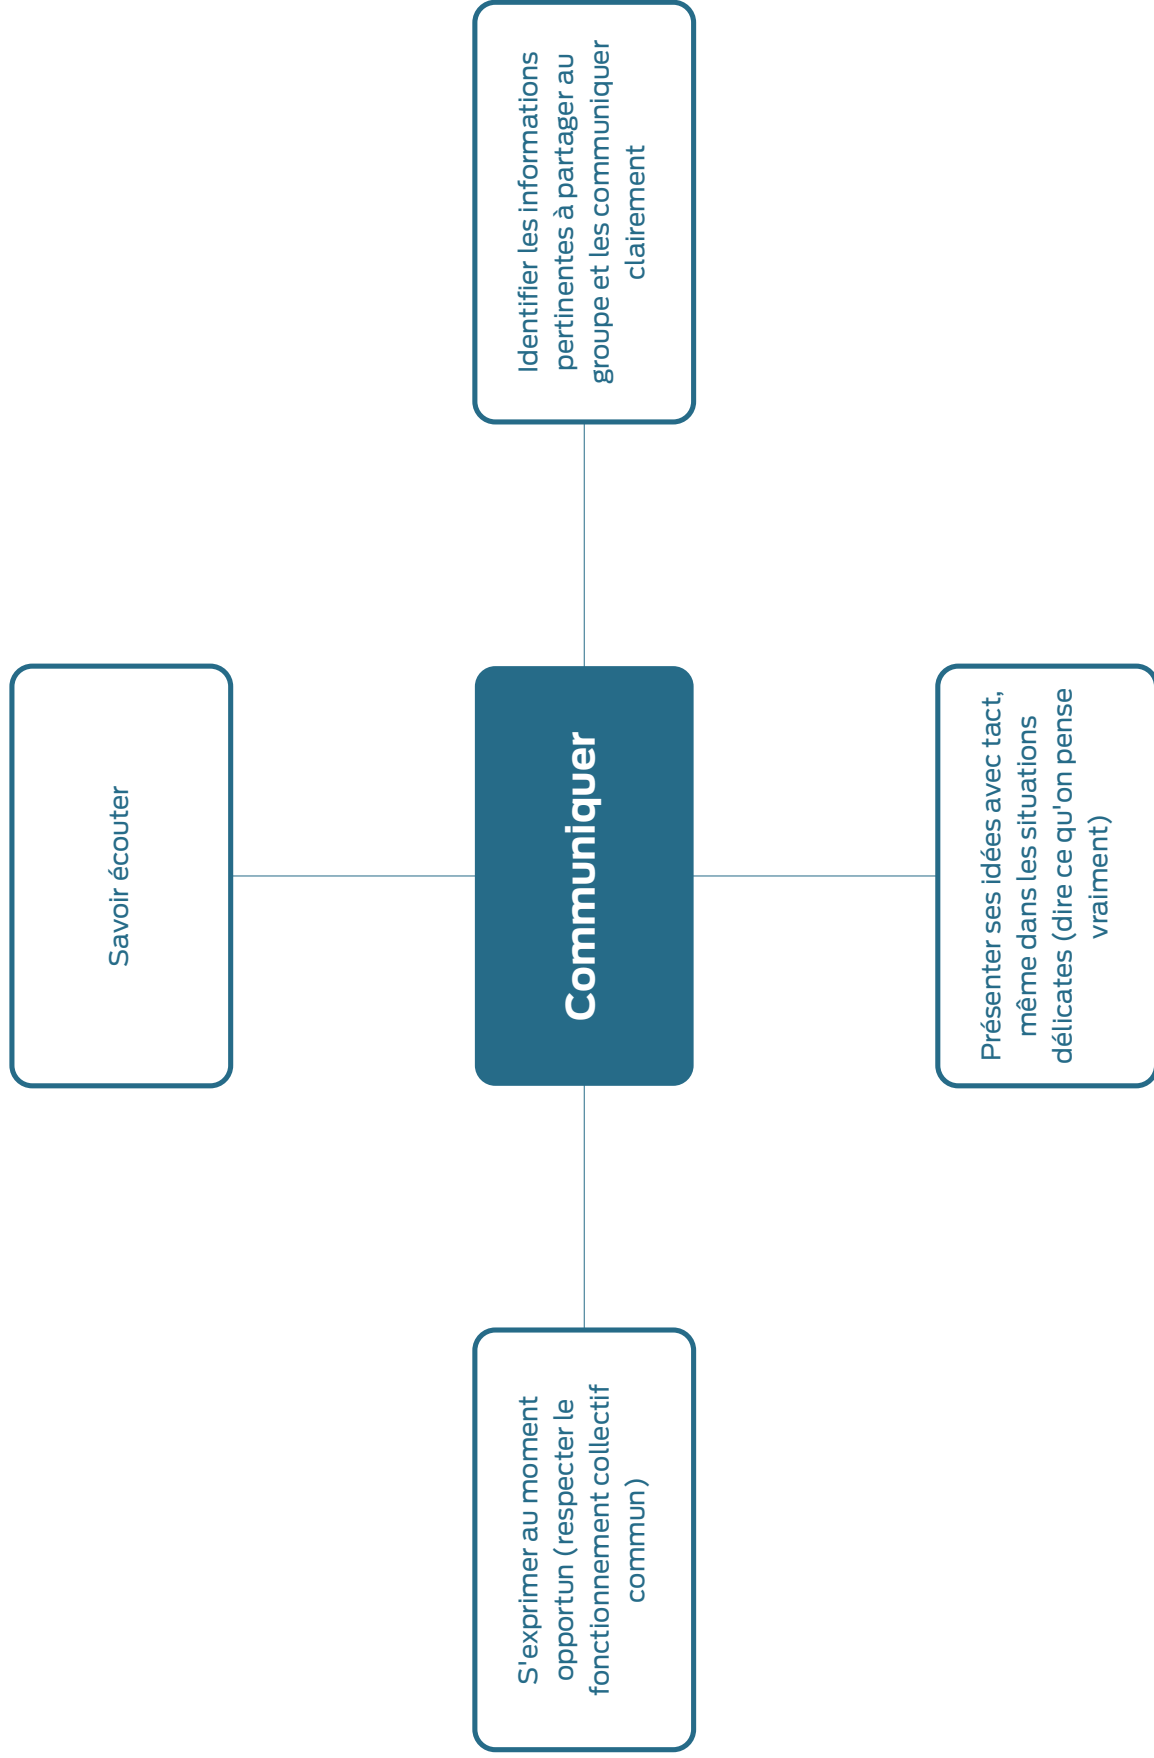 Savoir écouter
S'exprimer au moment
opportun (respecter le
fonctionnement collectif
commun)
Communiquer
Identifier les informations
pertinentes à partager au
groupe et les communiquer
clairement
Présenter ses idées avec tact,
même dans les situations
délicates (dire ce qu'on pense
vraiment)